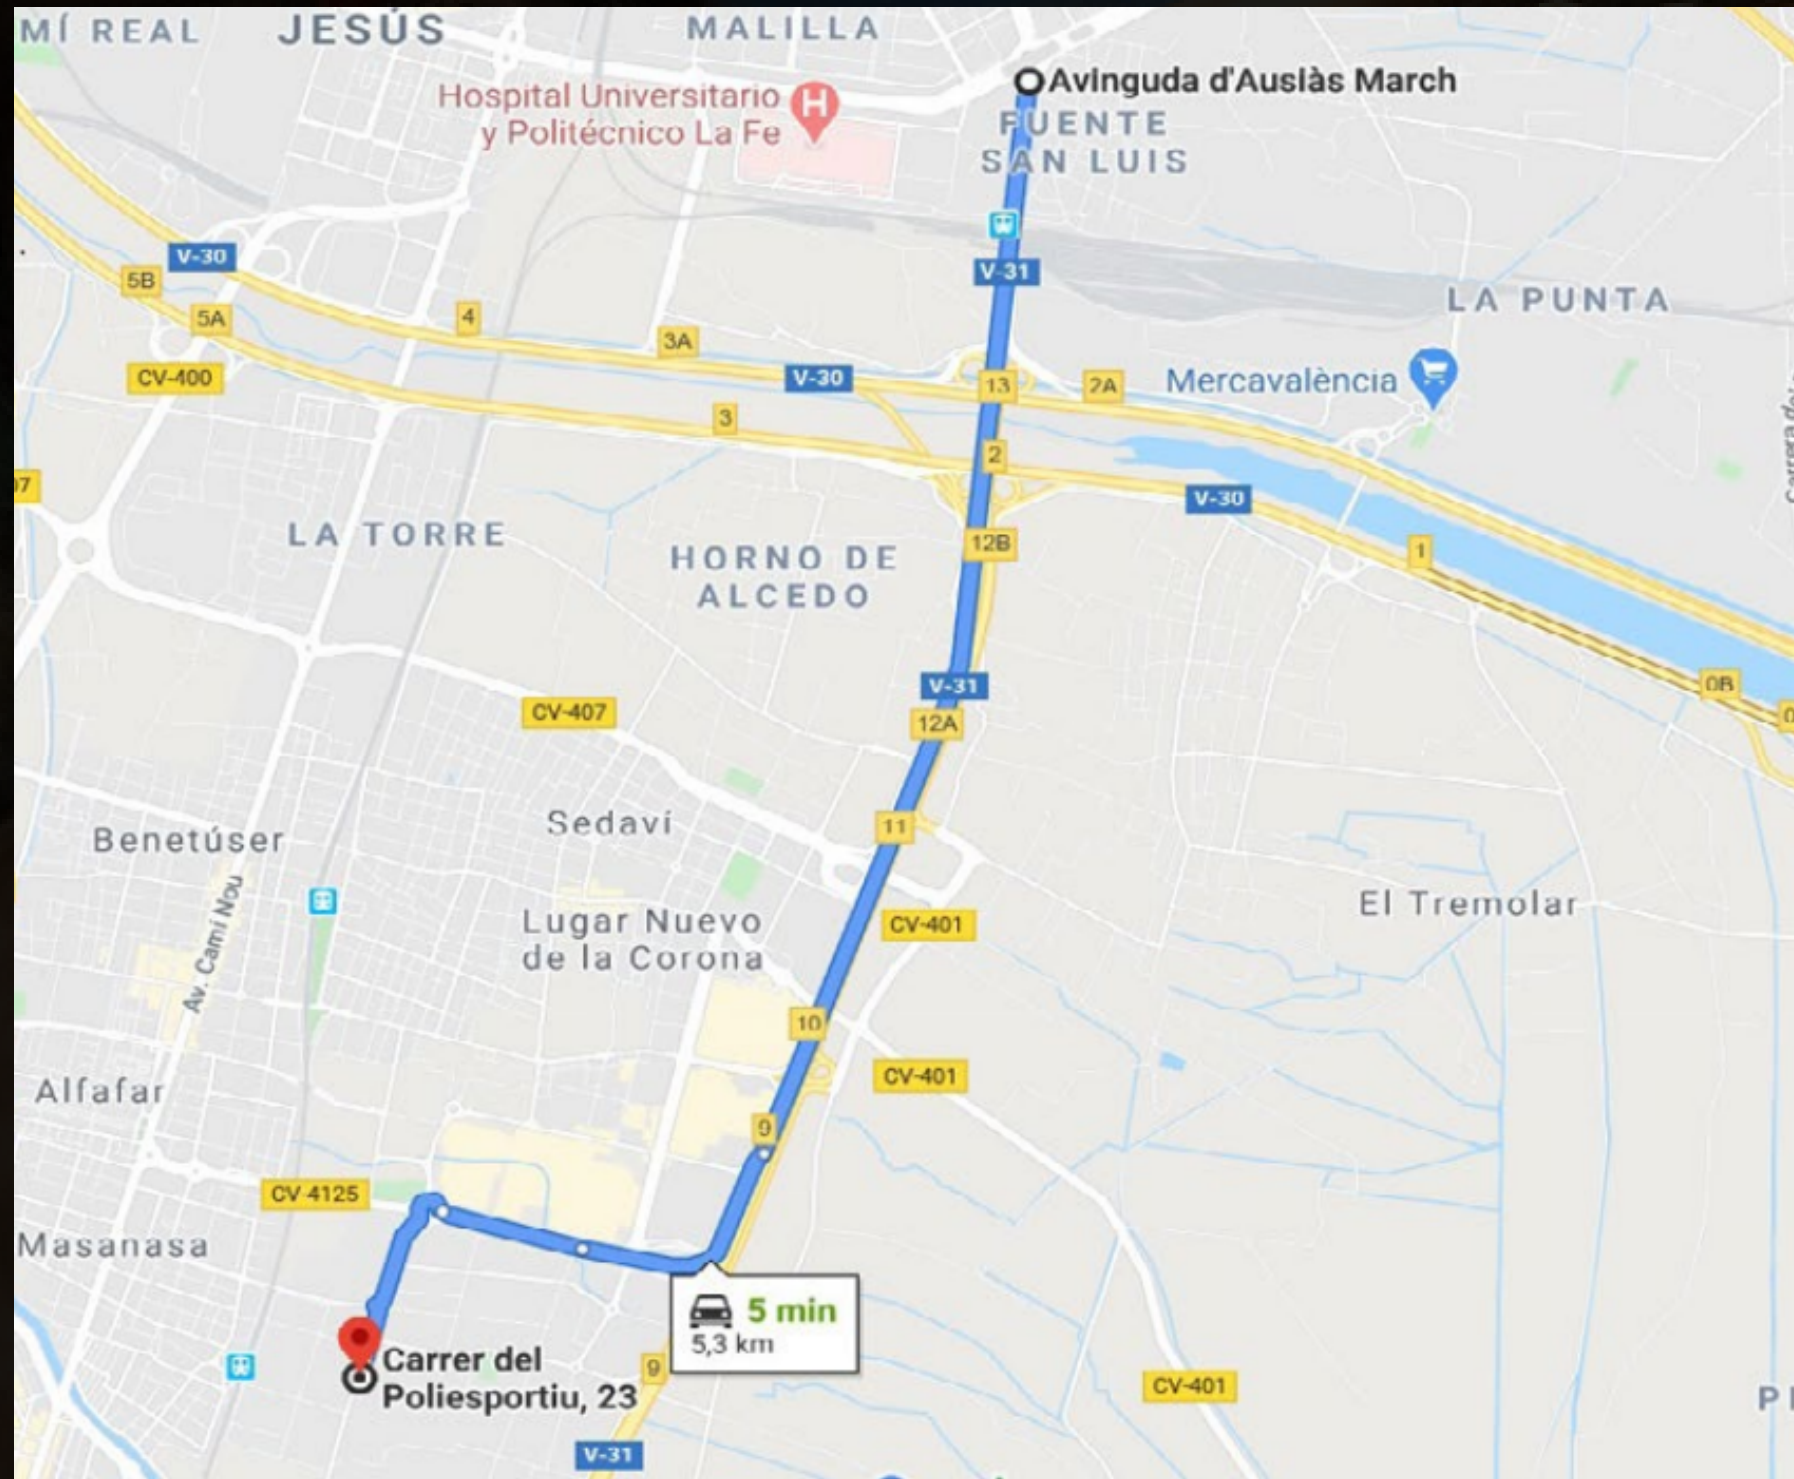 MÍ REAL
JESÚS
MALILLA
Avinguda d'Ausiàs March
Hospital Universitario
y Politécnico La Fe
H
FUENTE
SAN LUIS
V-30
V-31
5B
LA PUNTA
5A
4
3A
CV-400
V-30
13
2A
Mercavalència
3
2
07
V-30
LA TORRE
12B
HORNO DE
ALCEDO
1
V-31
0B
0
CV-407
12A
Sedaví
11
Benetúser
Av. Camí Nou
El Tremolar
Lugar Nuevo
de la Corona
CV-401
10
CV-401
Alfafar
9
CV-4125
Masanasa
5 min
5,3 km
Carrer del
Poliesportiu, 23
9
CV-401
V-31